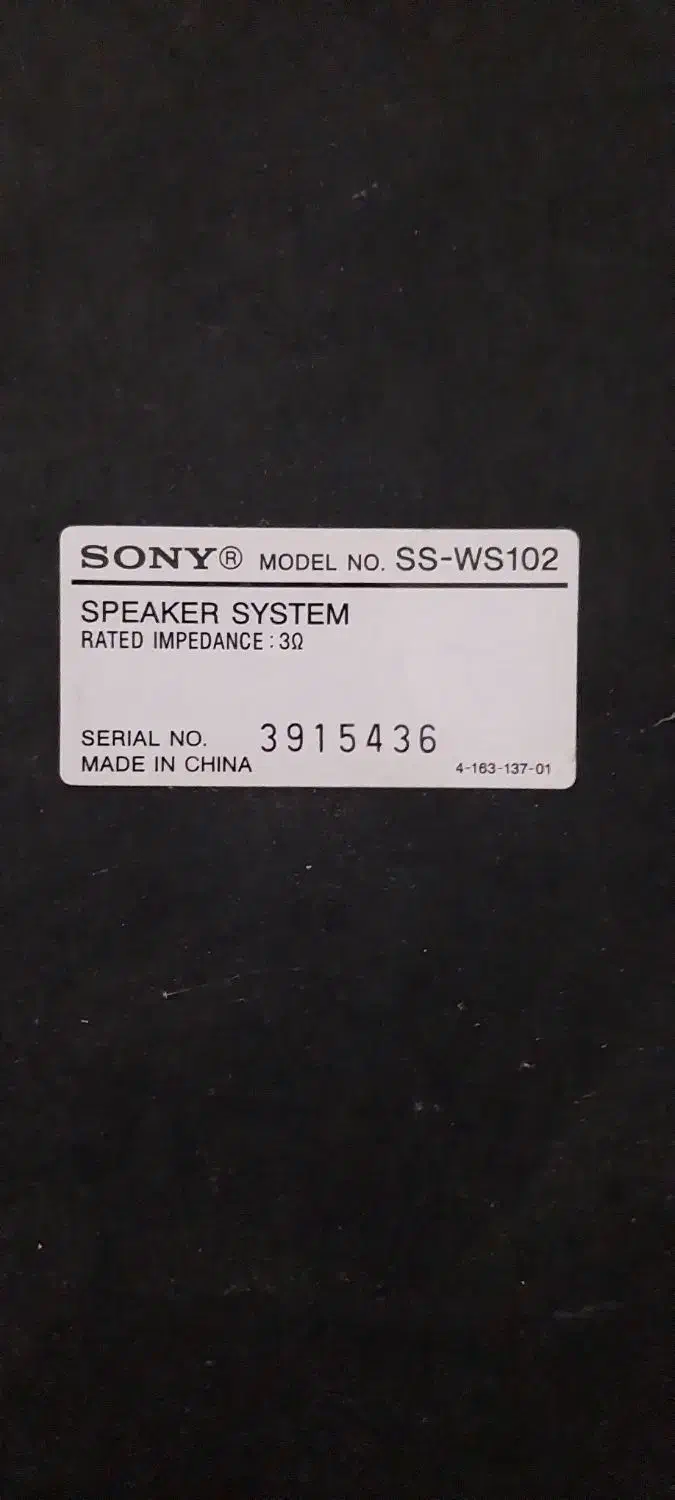 SONY® MODEL NO. SS-WS102
SPEAKER SYSTEM
RATED IMPEDANCE : 3Ω
SERIAL NO. 3915436
MADE IN CHINA
4-163-137-01